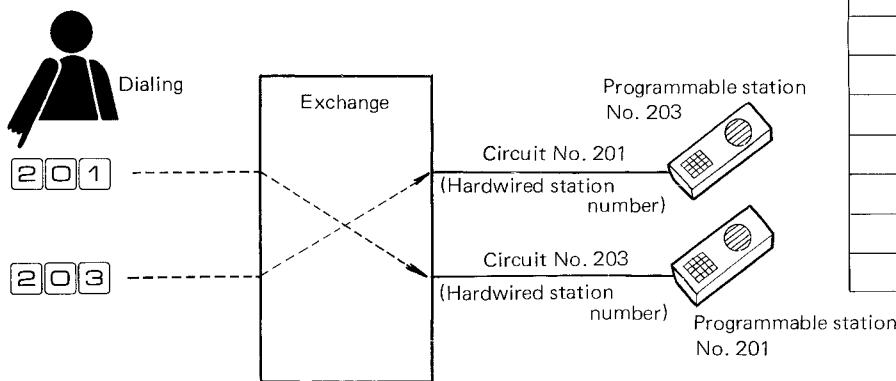 Dialing
Exchange
Programmable station
No. 203
201
Circuit No. 201
(Hardwired station
number)
203
Circuit No. 203
(Hardwired station
number)
Programmable station
No. 201